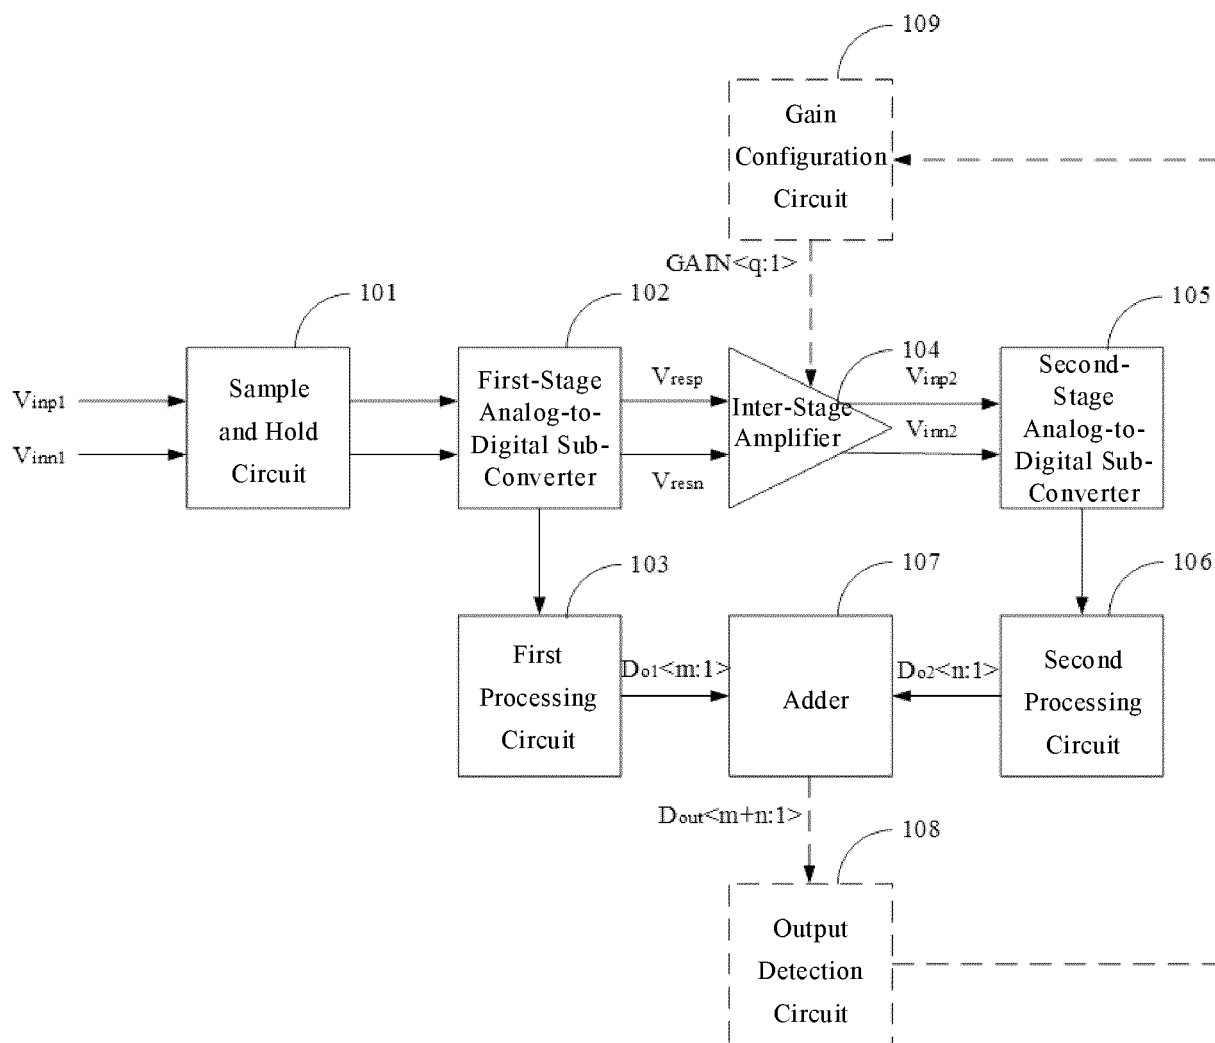 109
Gain
Configuration
Circuit
GAIN<q:1>
101
102
104
105
Vinp1
Vinn1
Sample
and Hold
Circuit
First-Stage
Analog-to-
Digital Sub-
Converter
Vresp
Vresn
Inter-Stage
Amplifier
Vinp2
Vinn2
Second-
Stage
Analog-to-
Digital Sub-
Converter
103
107
106
First
Processing
Circuit
Do1<m:1>
Adder
Do2<n:1>
Second
Processing
Circuit
Dout<m+n:1>
108
Output
Detection
Circuit